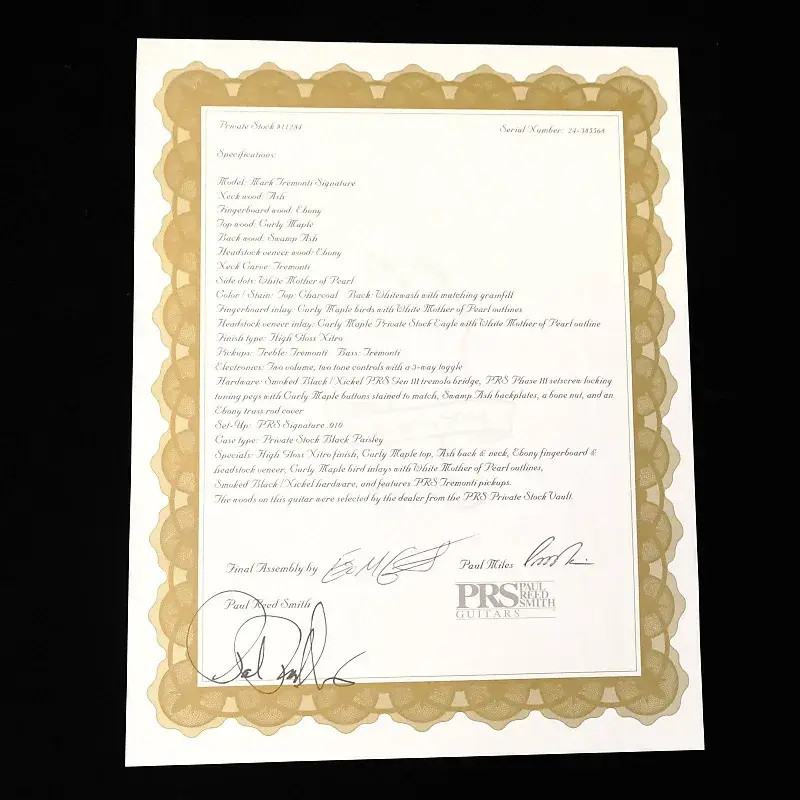 Private Stock #11284
Serial Number: 24-385568
Specifications:
Model: Mark Tremonti Signature
Neck wood: Ash
Fingerboard wood: Ebony
Top wood: Curly Maple
Back wood: Swamp Ash
Headstock veneer wood: Ebony
Neck Carve: Tremonti
Side dots: White Mother of Pearl
Color / Stain: Top: Charcoal Back: Whitewash with matching grainfill
Fingerboard inlay: Curly Maple birds with White Mother of Pearl outlines
Headstock veneer inlay: Curly Maple Private Stock Eagle with White Mother of Pearl outline
Finish type: High Gloss Nitro
Pickups: Treble: Tremonti Bass: Tremonti
Electronics: Two volume, two tone controls with a 3-way toggle
Hardware: Smoked Black / Nickel PRS Gen III tremolo bridge, PRS Phase III setscrew locking
tuning pegs with Curly Maple buttons stained to match, Swamp Ash backplates, a bone nut, and an
Ebony truss rod cover
Set-Up: PRS Signature .010
Case type: Private Stock Black Paisley
Specials: High Gloss Nitro finish, Curly Maple top, Ash back & neck, Ebony fingerboard &
headstock veneer, Curly Maple bird inlays with White Mother of Pearl outlines,
Smoked Black / Nickel hardware, and features PRS Tremonti pickups.
The woods on this guitar were selected by the dealer from the PRS Private Stock Vault.
Final Assembly by
Paul Miles
Paul Reed Smith
PRS PAUL REED SMITH
GUITARS